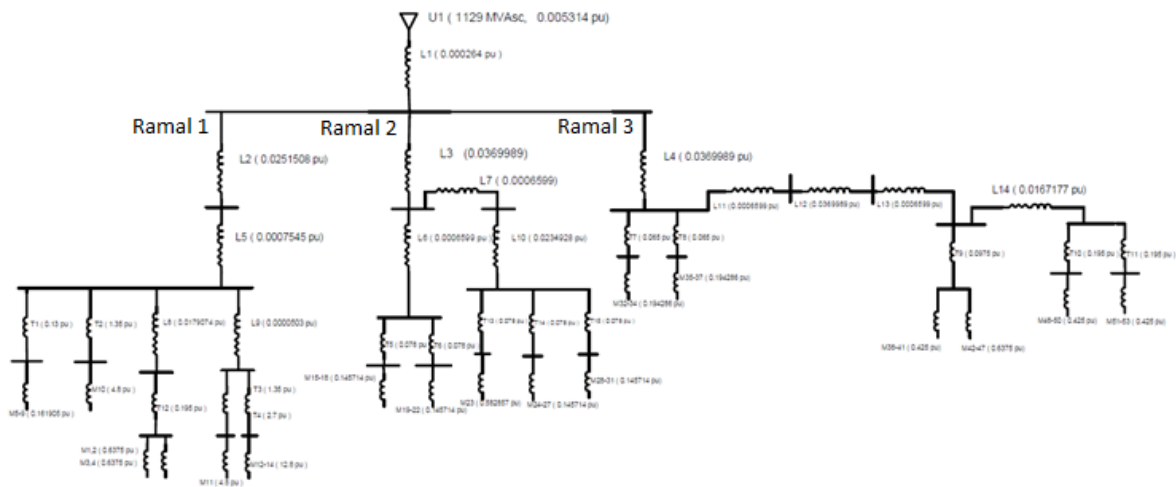 U1 ( 1129 MVAsc, 0.005314 pu)
L1 ( 0.000264 pu )
Ramal 1
Ramal 2
Ramal 3
L2 ( 0.0251508 pu)
L3 (0.0369989)
L4 ( 0.0369989 pu)
L7 ( 0.0006599)
L14 ( 0.0167177 pu)
L11 (0.0006599 pu)
L12 (0.0369989 pu)
L13 (0.0006599 pu)
L5 ( 0.0007545 pu)
L6 ( 0.0006599 pu)
L10 ( 0.0234928 pu)
T7 ( 0.065 pu)
T8 ( 0.065 pu)
T9 ( 0.0975 pu)
T10 ( 0.195 pu)
T11 ( 0.195 pu)
M35-37 ( 0.194286 pu)
M32-34 ( 0.194286 pu)
T1 ( 0.13 pu)
T2 ( 1.35 pu)
L8 ( 0.0179074 pu)
L9 ( 0.0000503 pu)
T13 ( 0.078 pu)
T14 ( 0.078 pu)
( 0.078 pu)
M48-50 ( 0.425 pu)
M51-53 ( 0.425 pu)
T5 ( 0.078 pu)
T6 ( 0.078 pu)
M38-41 ( 0.425 pu)
M42-47 ( 0.6375 pu)
( 0.145714 pu)
M28-31 ( 0.145714 pu)
T3 ( 1.35 pu)
M10 ( 4.5 pu)
M19-22 ( 0.145714 pu)
M23
M24-27 ( 0.145714 pu)
M5-9 ( 0.161905 pu)
T12 ( 0.195 pu)
T4 ( 2.7 pu)
M1,2 ( 0.6375 pu)
M3,4 ( 0.6375 pu)
M12-14 ( 12.5 pu)
M11